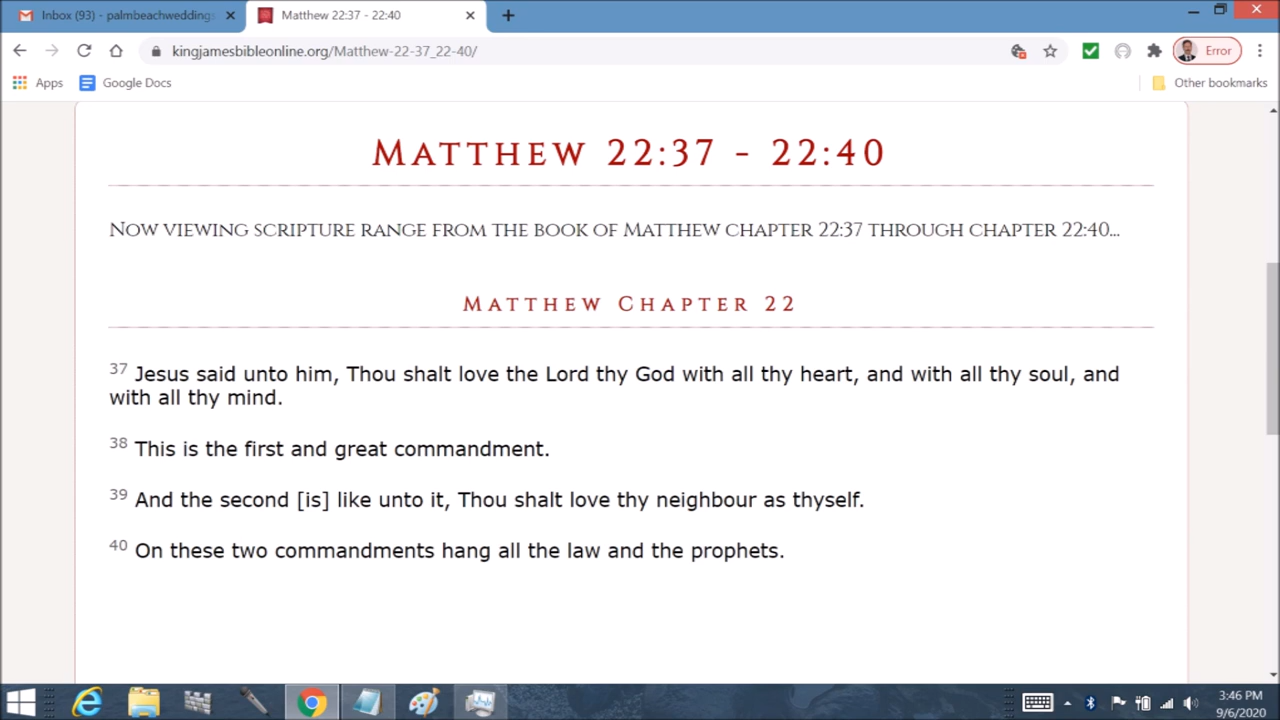 Inbox (93) - palmbeachwedding
Matthew 22:37 - 22:40
kingjamesbibleonline.org/Matthew-22-37_22-40/
Error
Apps
Google Docs
Other bookmarks
MATTHEW 22:37 - 22:40
NOW VIEWING SCRIPTURE RANGE FROM THE BOOK OF MATTHEW CHAPTER 22:37 THROUGH CHAPTER 22:40...
MATTHEW CHAPTER 22
37 Jesus said unto him, Thou shalt love the Lord thy God with all thy heart, and with all thy soul, and
with all thy mind.
38 This is the first and great commandment.
39 And the second [is] like unto it, Thou shalt love thy neighbour as thyself.
40 On these two commandments hang all the law and the prophets.
3:46 PM
9/6/2020